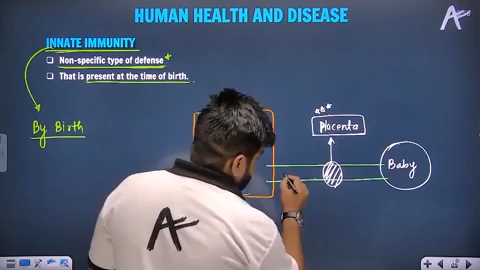 HUMAN HEALTH AND DISEASE
INNATE IMMUNITY
Non-specific type of defense
That is present at the time of birth.
By Birth
Placenta
Baby